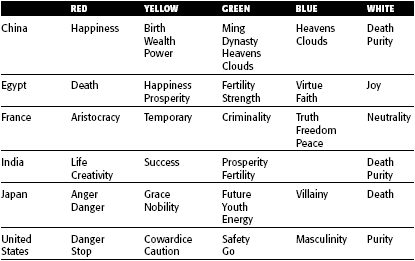 RED YELLOW GREEN BLUE WHITE
China Happiness Birth Ming Heavens Death
Wealth Dynasty Clouds Purity
Power Heavens
Clouds
Egypt Death Happiness Fertility Virtue Joy
Prosperity Strength Faith
France Aristocracy Temporary Criminality Truth Neutrality
Freedom
Peace
India Life Success Prosperity Death
Creativity Fertility Purity
Japan Anger Grace Future Villainy Death
Danger Nobility Youth
Energy
United Danger Cowardice Safety Masculinity Purity
States Stop Caution Go